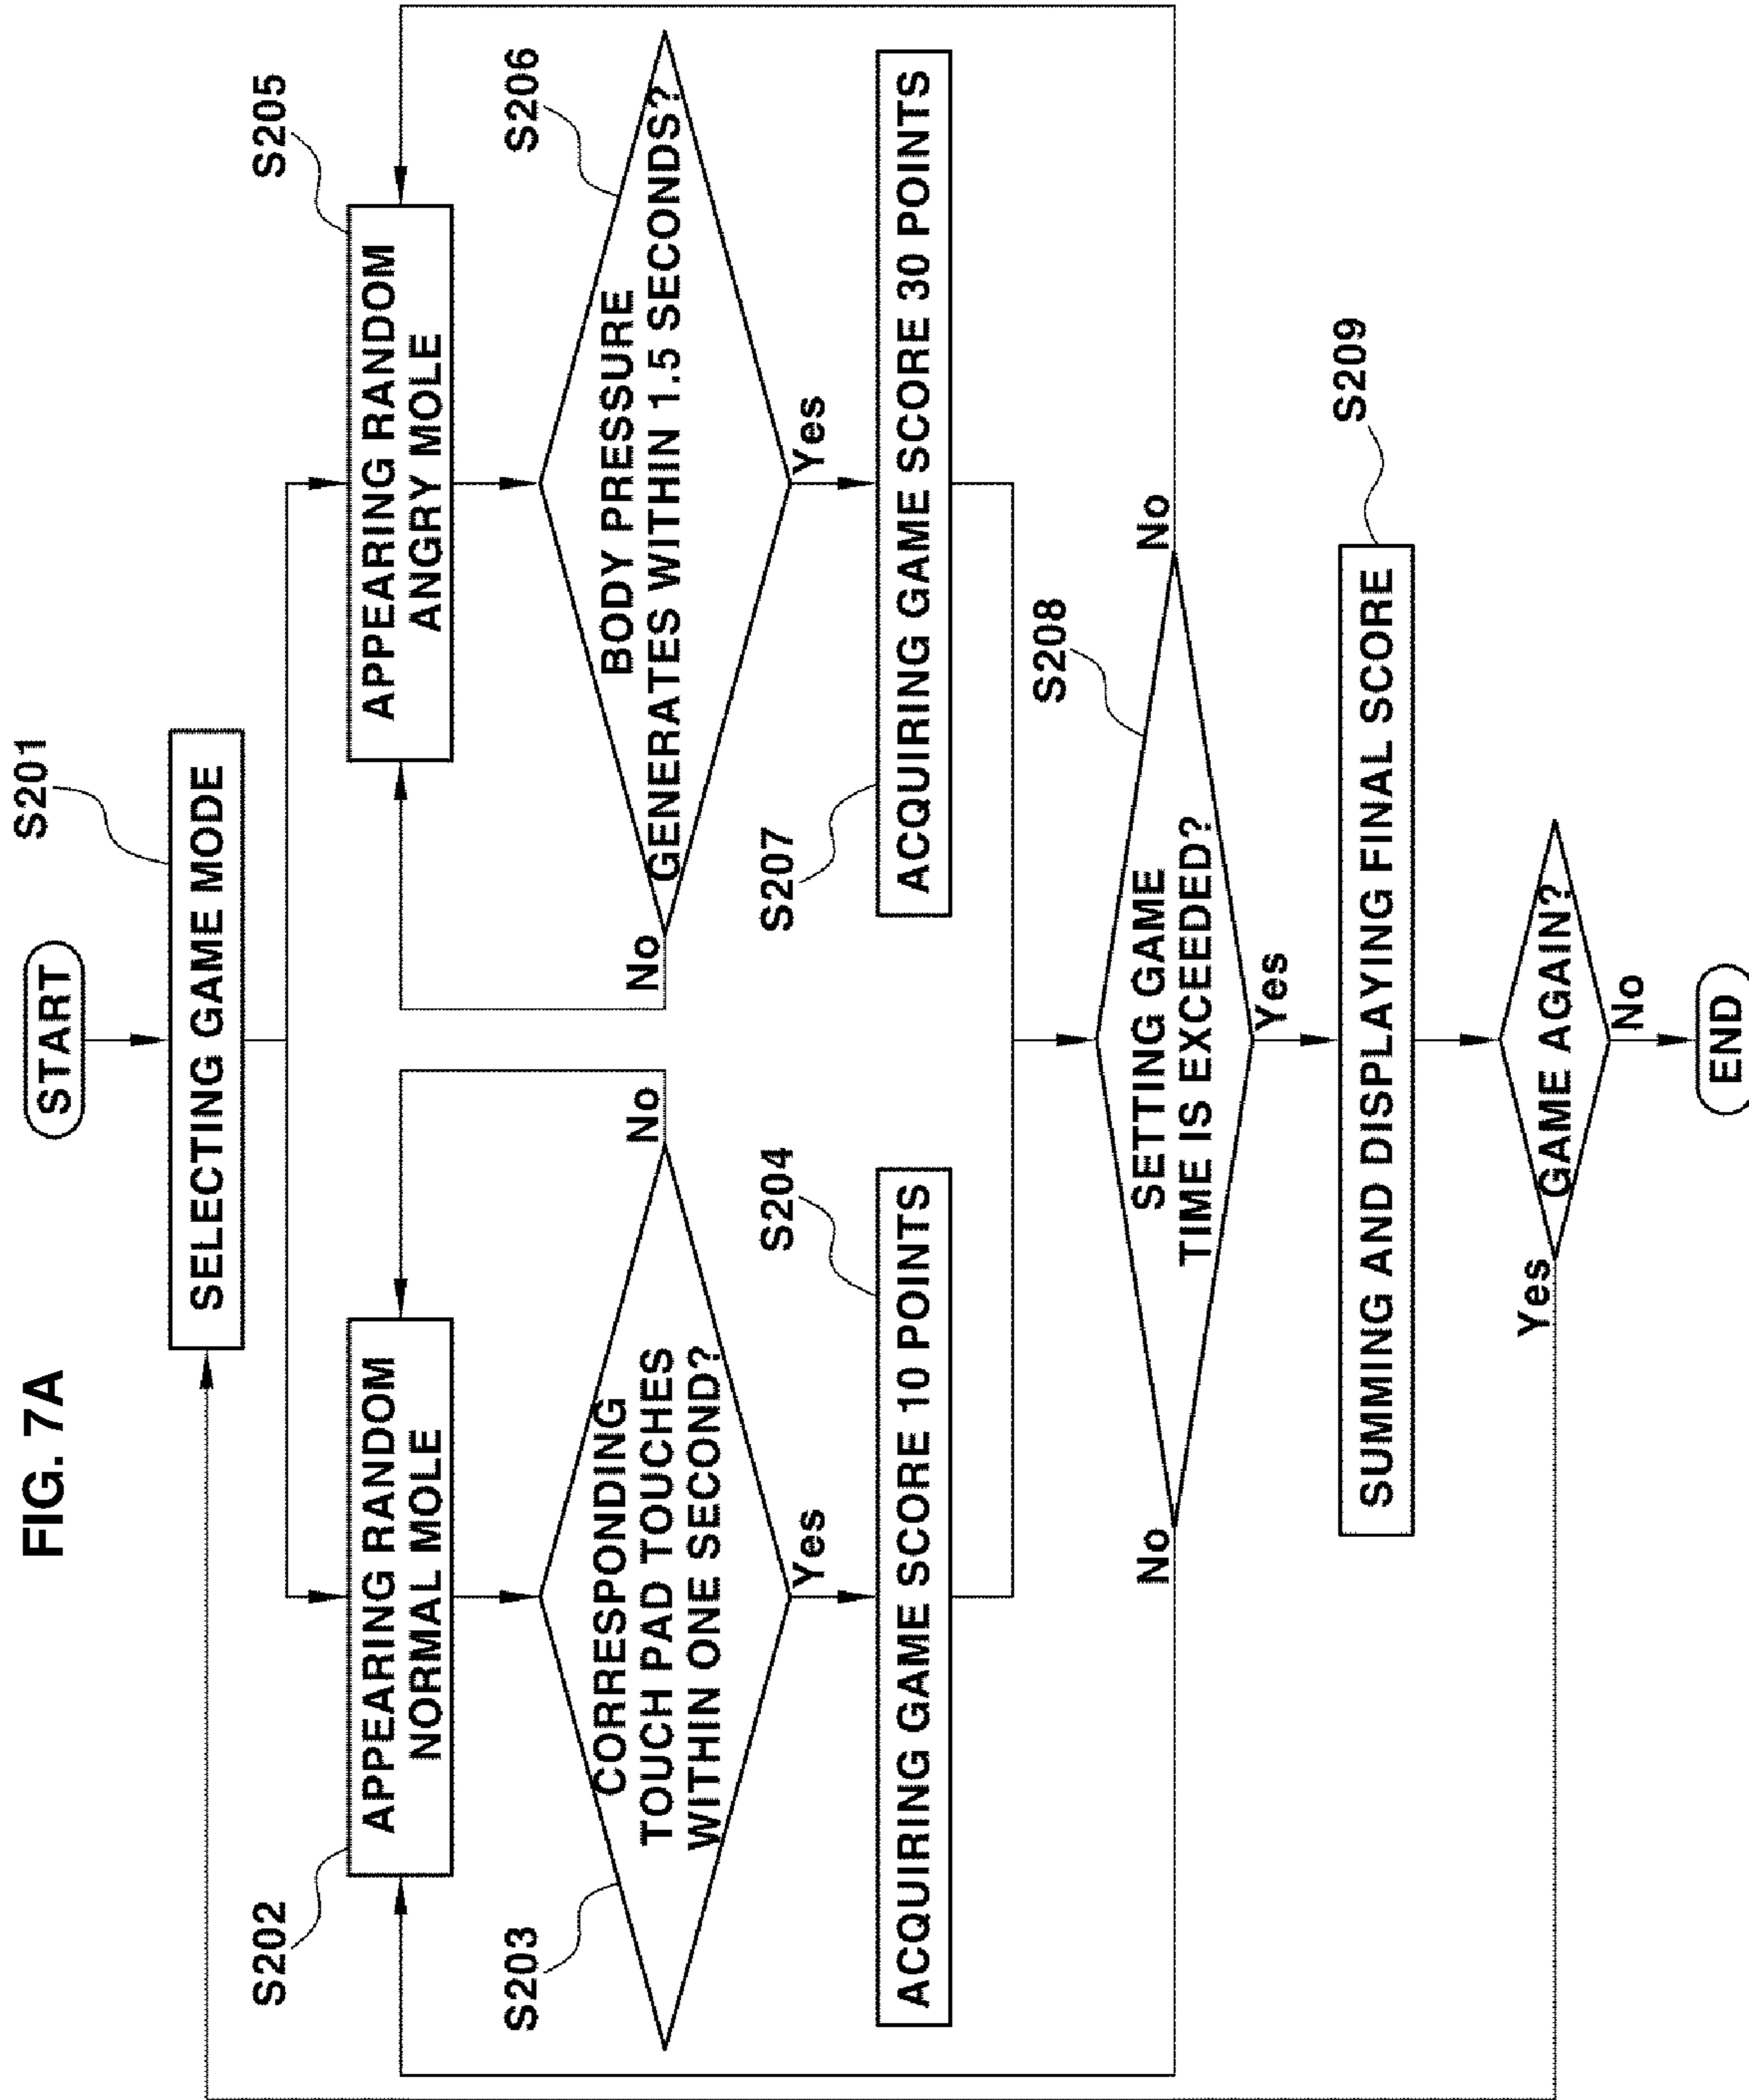 FIG. 7A
START
S201
SELECTING GAME MODE
S202
APPEARING RANDOM
NORMAL MOLE
S205
APPEARING RANDOM
ANGRY MOLE
S203
CORRESPONDING
TOUCH PAD TOUCHES
WITHIN ONE SECOND?
No
Yes
S206
BODY PRESSURE
GENERATES WITHIN 1.5 SECONDS?
No
Yes
S204
ACQUIRING GAME SCORE 10 POINTS
S207
ACQUIRING GAME SCORE 30 POINTS
S208
SETTING GAME
TIME IS EXCEEDED?
No
No
Yes
S209
SUMMING AND DISPLAYING FINAL SCORE
GAME AGAIN?
Yes
No
END